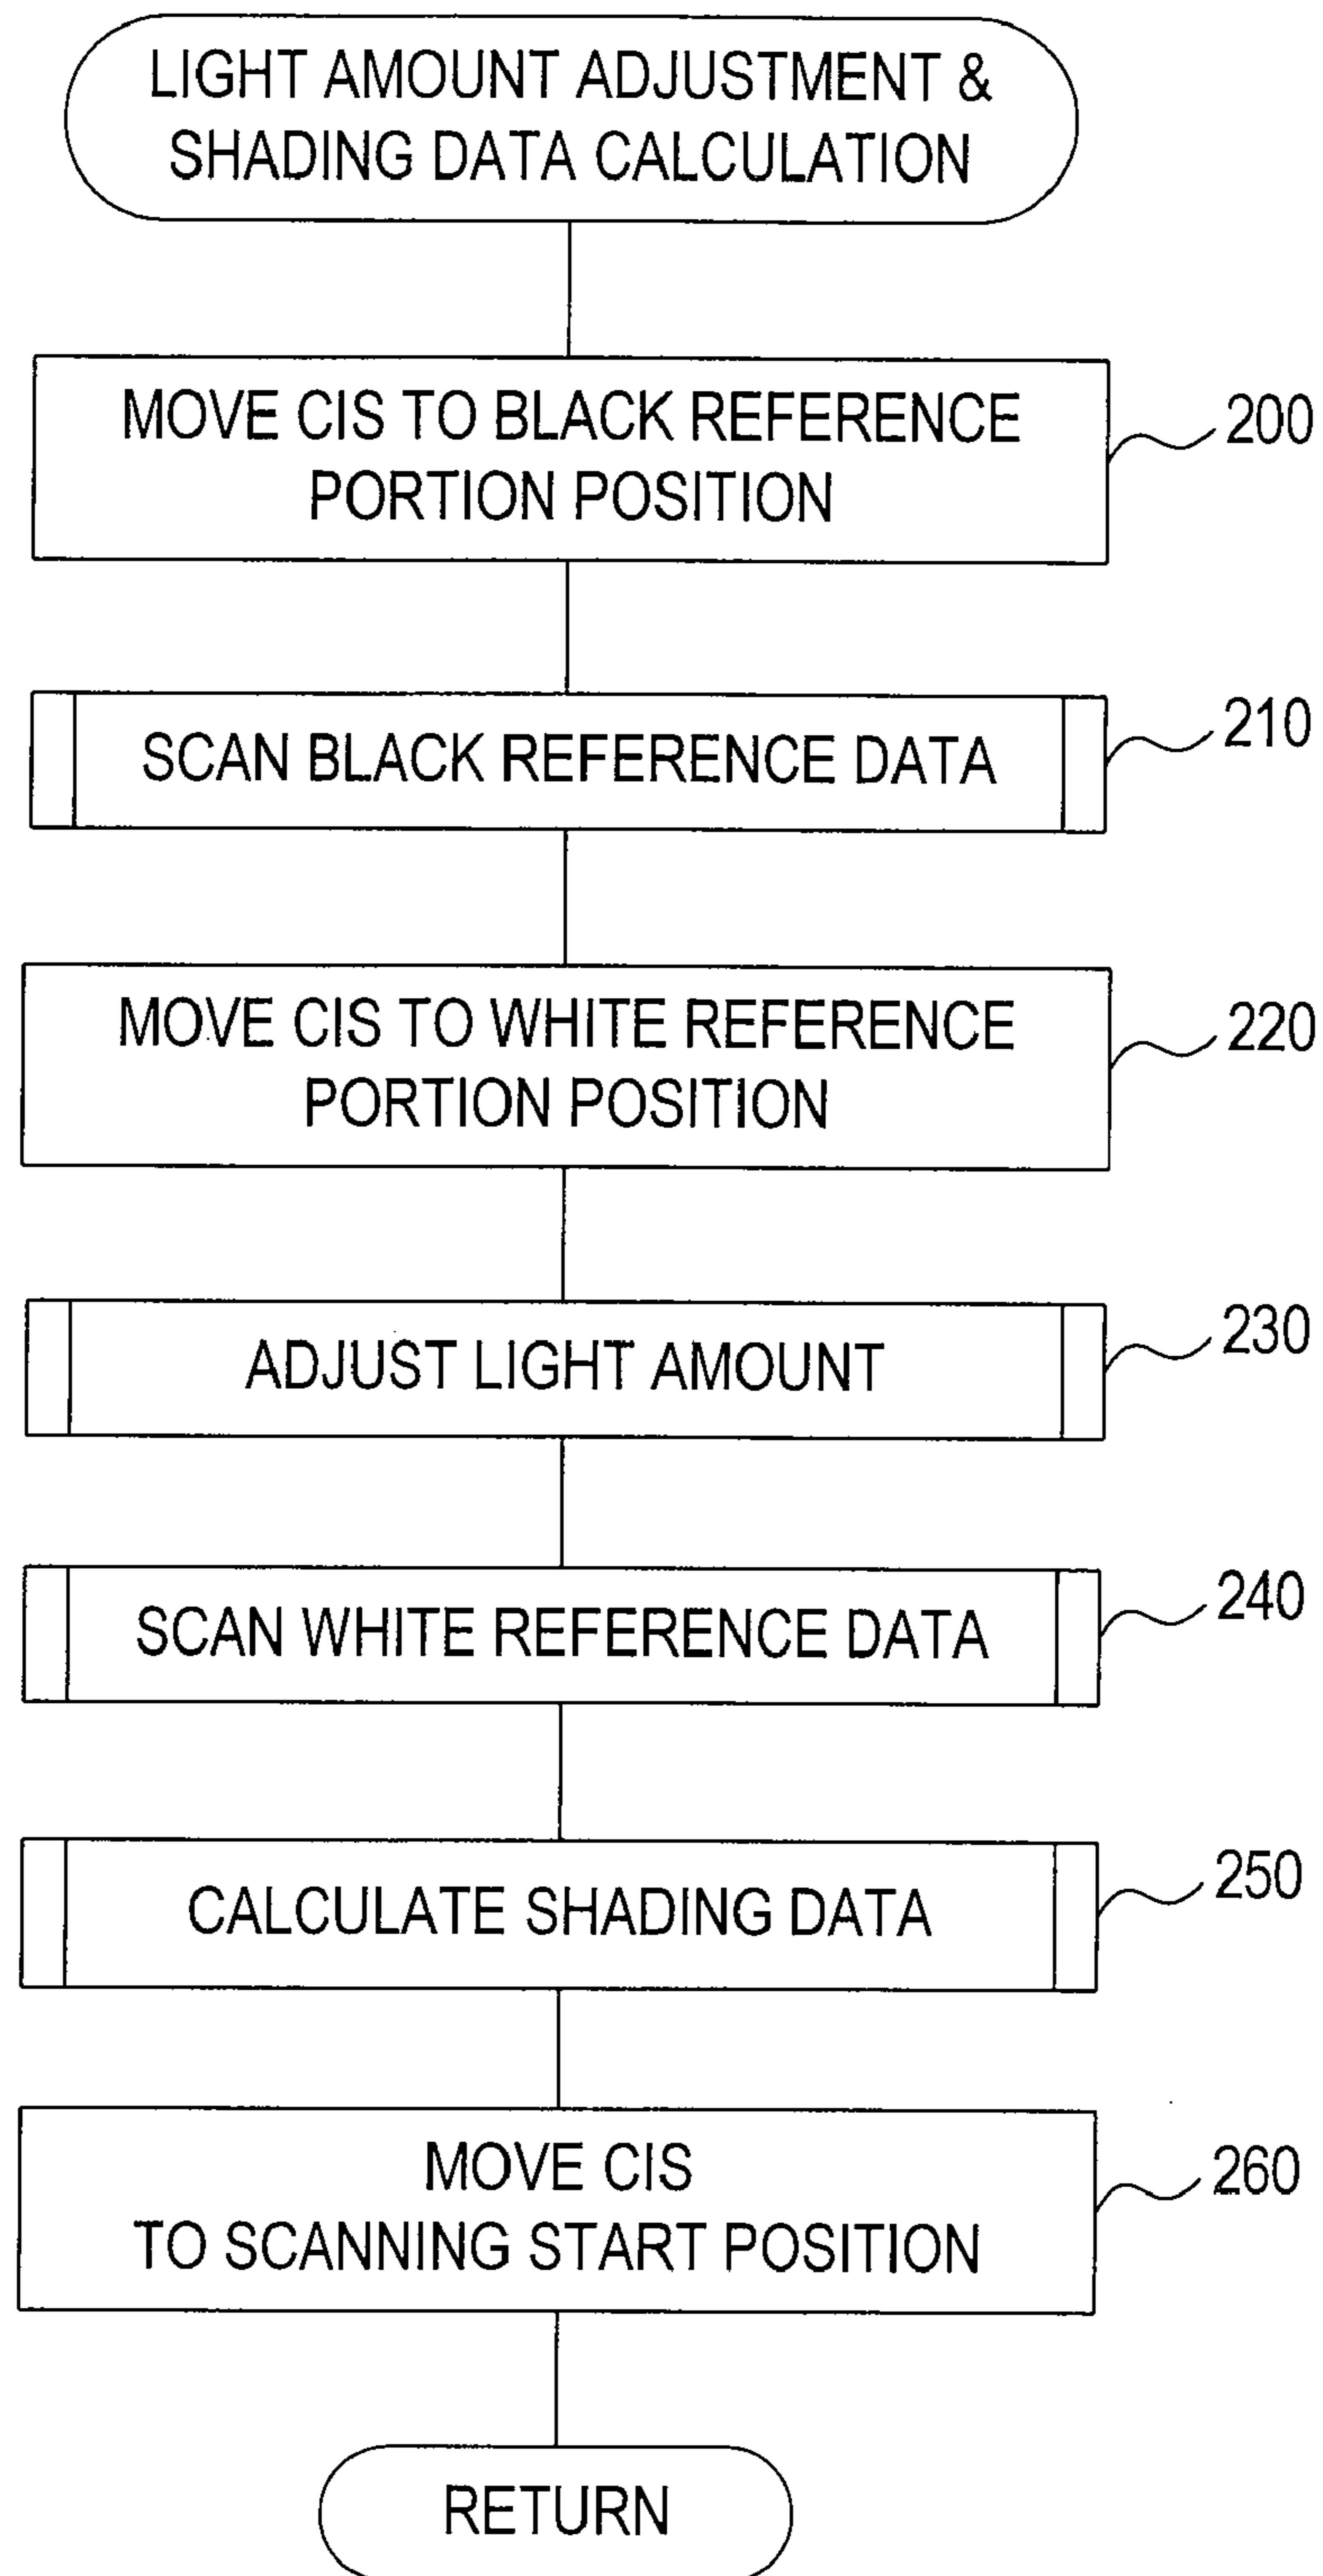 LIGHT AMOUNT ADJUSTMENT &
SHADING DATA CALCULATION
MOVE CIS TO BLACK REFERENCE
PORTION POSITION
200
SCAN BLACK REFERENCE DATA
210
MOVE CIS TO WHITE REFERENCE
PORTION POSITION
220
ADJUST LIGHT AMOUNT
230
SCAN WHITE REFERENCE DATA
240
CALCULATE SHADING DATA
250
MOVE CIS
TO SCANNING START POSITION
260
RETURN